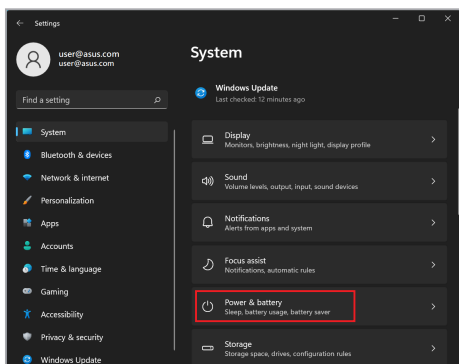 Settings
user@asus.com
user@asus.com
Find a setting
System
Bluetooth & devices
Network & internet
Personalization
Apps
Accounts
Time & language
Gaming
Accessibility
Privacy & security
Windows Update
System
Windows Update
Last checked: 12 minutes ago
Display
Monitors, brightness, night light, display profile
Sound
Volume levels, output, input, sound devices
Notifications
Alerts from apps and system
Focus assist
Notifications, automatic rules
Power & battery
Sleep, battery usage, battery saver
Storage
Storage space, drives, configuration rules